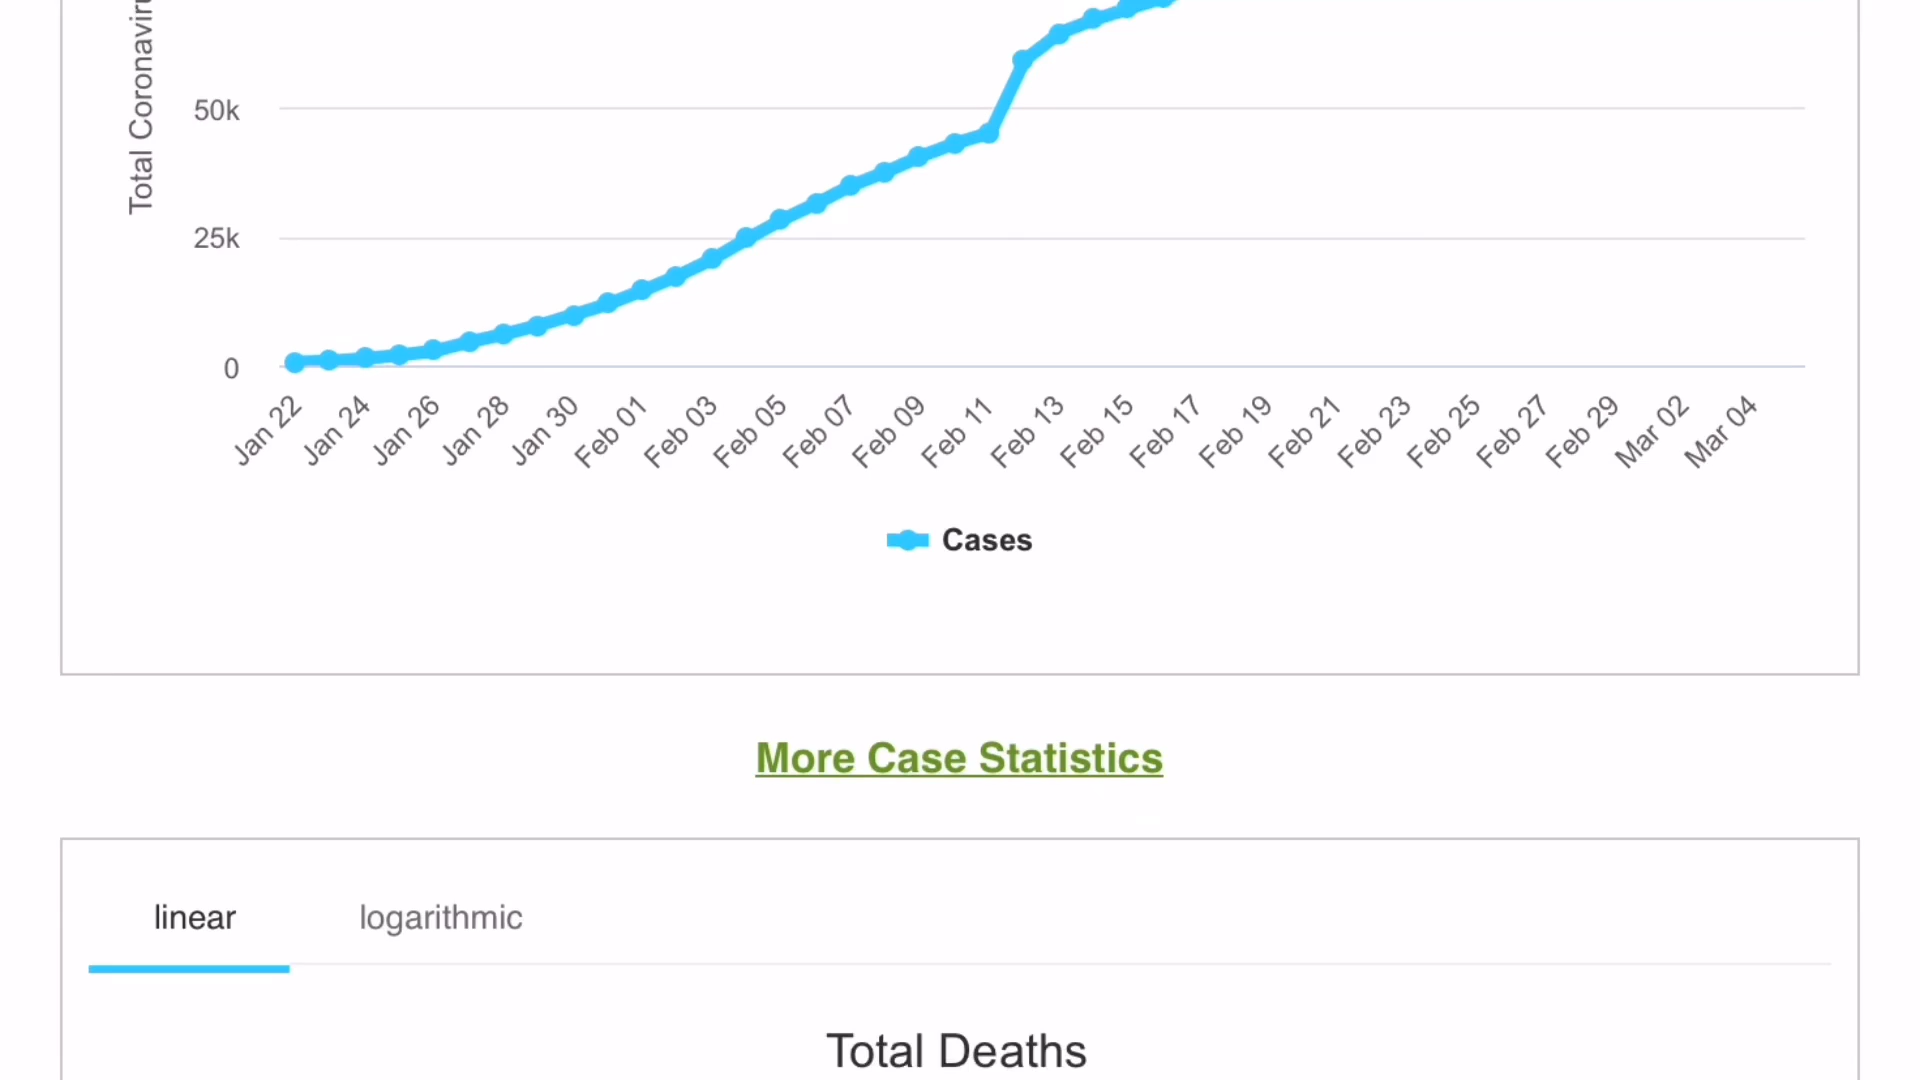 Total Coronaviru
50k
25k
0
Jan 22
Jan 24
Jan 26
Jan 28
Jan 30
Feb 01
Feb 03
Feb 05
Feb 07
Feb 09
Feb 11
Feb 13
Feb 15
Feb 17
Feb 19
Feb 21
Feb 23
Feb 25
Feb 27
Feb 29
Mar 02
Mar 04
Cases
More Case Statistics
linear
logarithmic
Total Deaths